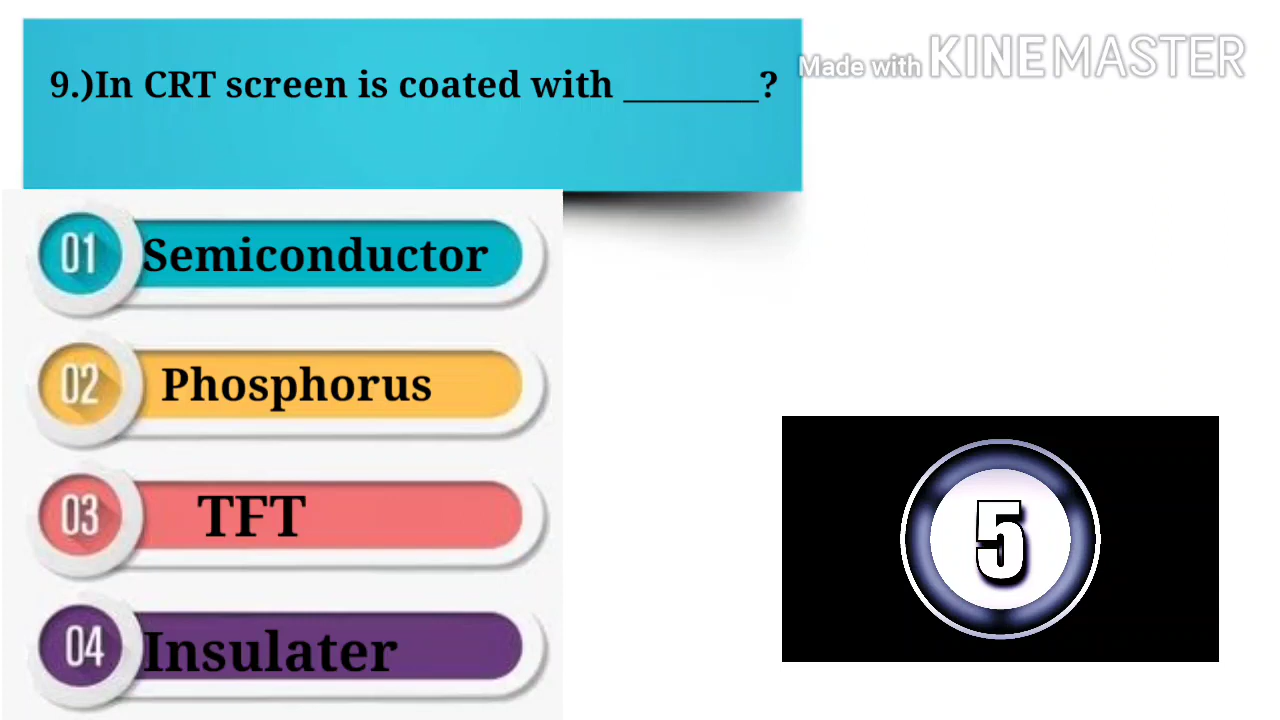 9.)In CRT screen is coated with ________?
Made with KINEMASTER
01 Semiconductor
02 Phosphorus
03 TFT
04 Insulater
5